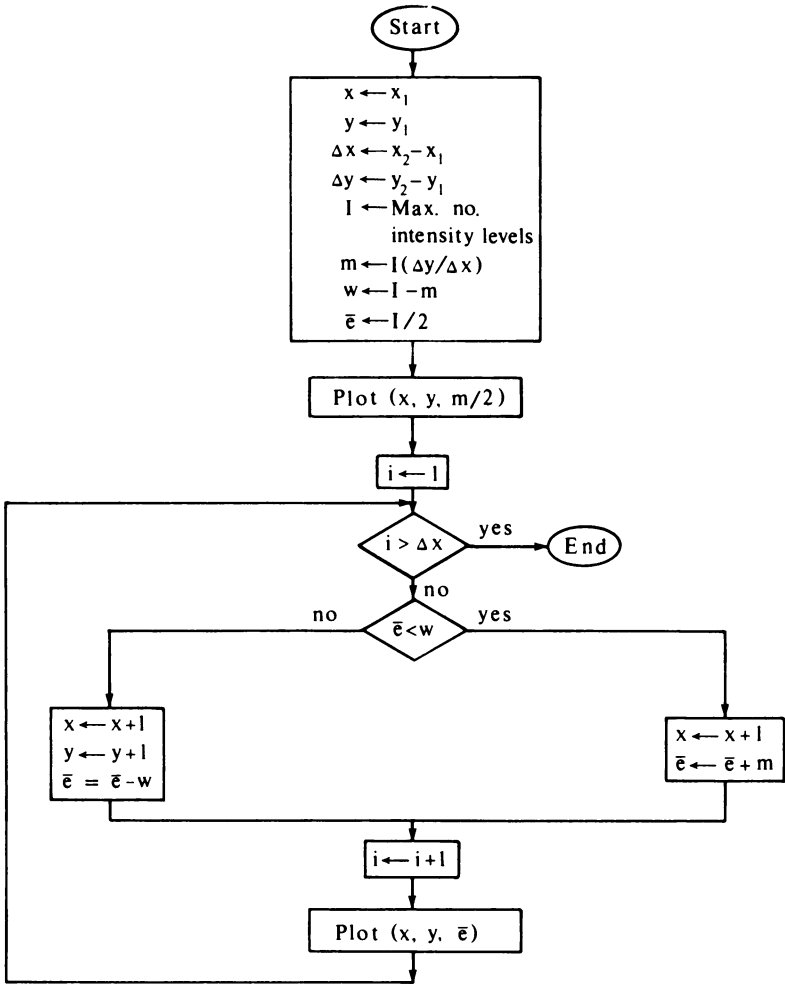 Start
x ← x₁
y ← y₁
Δx ← x₂−x₁
Δy ← y₂−y₁
I ← Max. no.
intensity levels
m ← I(Δy/Δx)
w ← I−m
e̅ ← I/2
Plot (x, y, m/2)
i ← 1
i > Δx
yes
End
no
no
e̅<w
yes
x ← x+1
y ← y+1
e̅ = e̅−w
x ← x+1
e̅ ← e̅+m
i ← i+1
Plot (x, y, e̅)